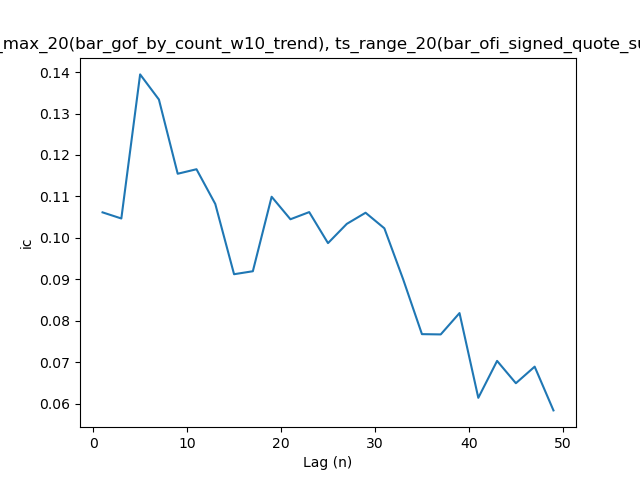 _max_20(bar_gof_by_count_w10_trend), ts_range_20(bar_ofi_signed_quote_su
0.14
0.13
0.12
0.11
0.10
0.09
0.08
0.07
0.06
ic
0 10 20 30 40 50
Lag (n)